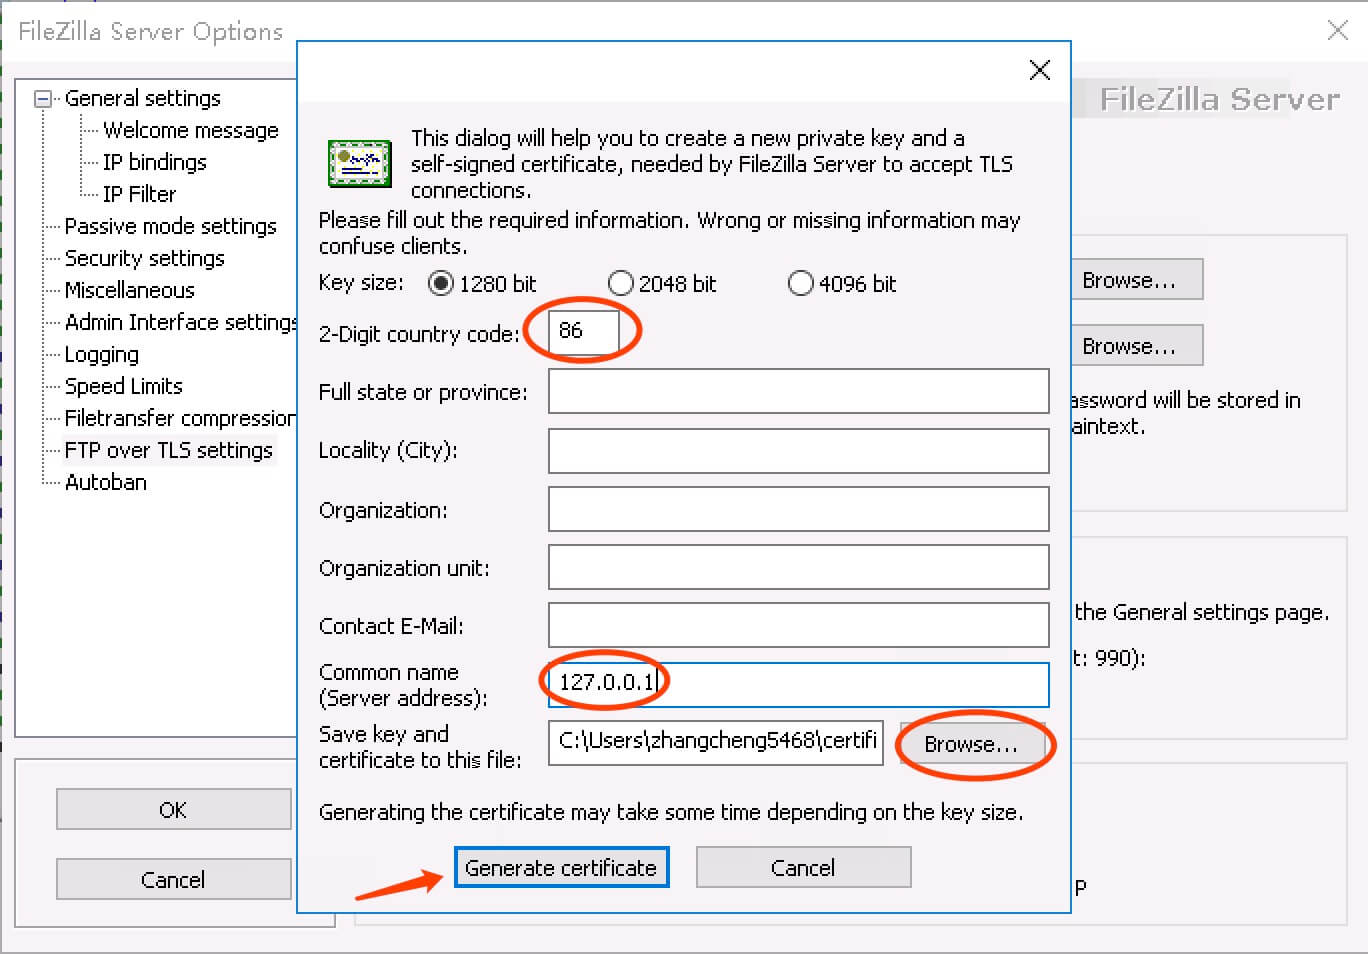 FileZilla Server Options
General settings
Welcome message
IP bindings
IP Filter
Passive mode settings
Security settings
Miscellaneous
Admin Interface settings
Logging
Speed Limits
Filetransfer compression
FTP over TLS settings
Autoban
OK
Cancel
This dialog will help you to create a new private key and a
self-signed certificate, needed by FileZilla Server to accept TLS
connections.
Please fill out the required information. Wrong or missing information may
confuse clients.
Key size: 1280 bit 2048 bit 4096 bit
2-Digit country code: 86
Full state or province:
Locality (City):
Organization:
Organization unit:
Contact E-Mail:
Common name
(Server address): 127.0.0.1
Save key and
certificate to this file: C:\Users\zhangcheng5468\certifi Browse...
Generating the certificate may take some time depending on the key size.
Generate certificate Cancel
FileZilla Server
Browse...
Browse...
assword will be stored in
aintext.
the General settings page.
t: 990):
P